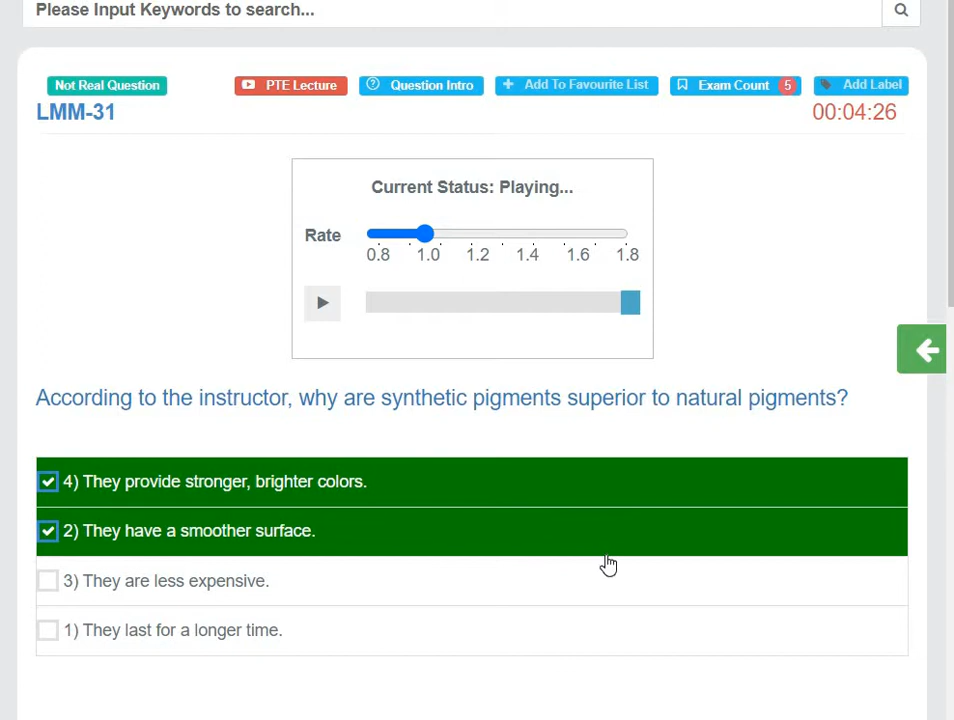 Please Input Keywords to search...
Not Real Question
PTE Lecture
Question Intro
Add To Favourite List
Exam Count 5
Add Label
LMM-31
00:04:26
Current Status: Playing...
Rate
0.8 1.0 1.2 1.4 1.6 1.8
According to the instructor, why are synthetic pigments superior to natural pigments?
4) They provide stronger, brighter colors.
2) They have a smoother surface.
3) They are less expensive.
1) They last for a longer time.